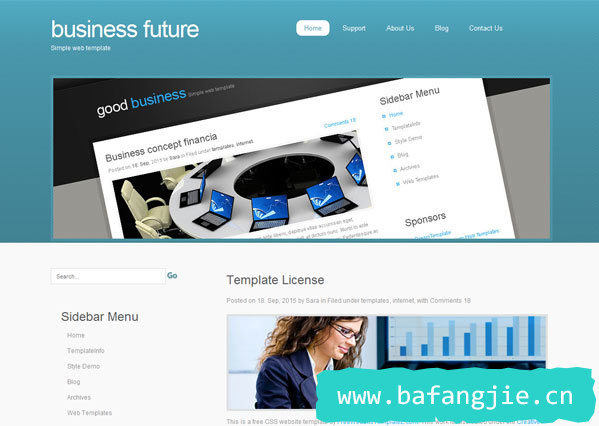 business future
Simple web template
Home Support About Us Blog Contact Us
good business Simple web template
Comments 18
Business concept financia
Posted on 18. Sep, 2015 by Sara in Filed under templates, internet
Sidebar Menu
Home
TemplateInfo
Style Demo
Blog
Archives
Web Templates
Sponsors
Search... Go
Sidebar Menu
Home
TemplateInfo
Style Demo
Blog
Archives
Web Templates
Template License
Posted on 18. Sep, 2015 by Sara in Filed under templates, internet, with Comments 18
This is a free CSS website template by
www.bafangjie.cn